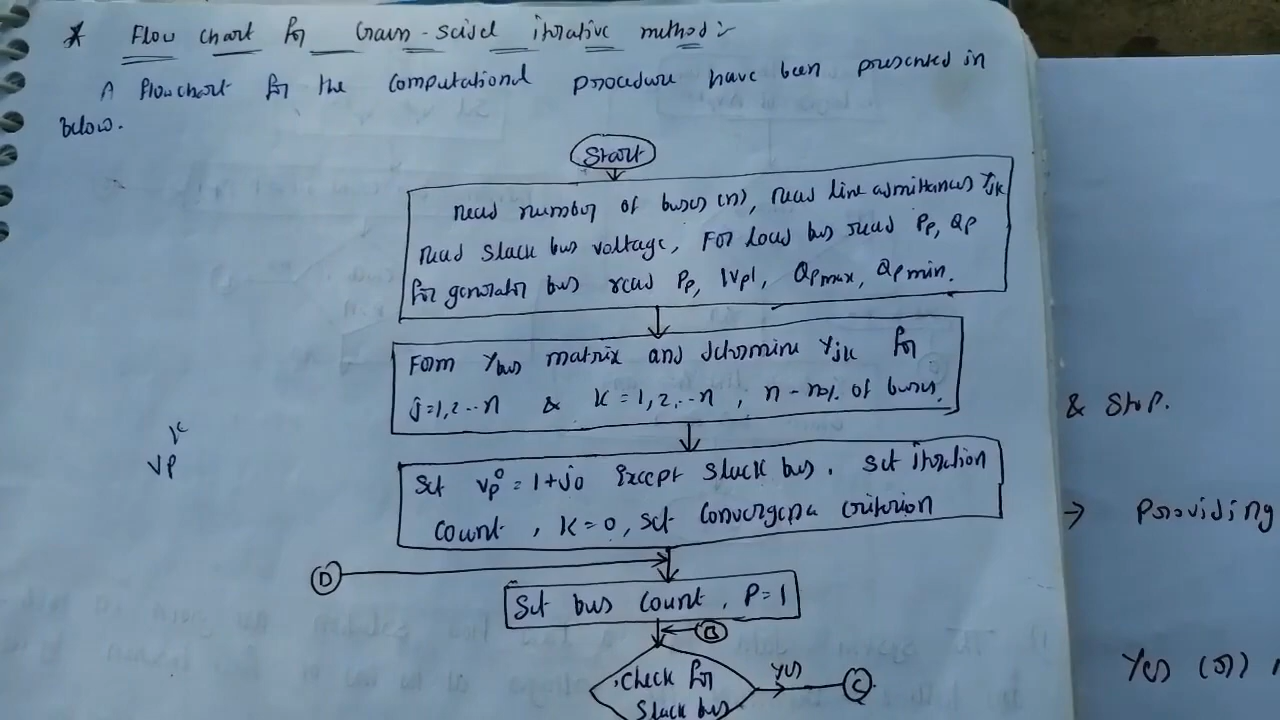 * Flow chart for Gauss-seisel iterative method :-
A Flowchart for the computational procedure have been presented in
below.
Start
read number of buses (n), read line admittances Yjk
read slack bus voltage, For load bus read Pp, Qp
for generator bus read Pp, |Vp|, Qpmax, Qpmin.
Form Ybus matrix and determine Yjk for
j=1,2...n & K=1,2,..n, n-no/. of buses.
Set Vp⁰ = 1+j0 Except slack bus. Set iteration
count, K=0, set convergence criterion
D
Set bus count, P=1
B
Check for
Slack bus
yes
C
Vpᵏ
& Stop.
→ Providing
Yes (or)